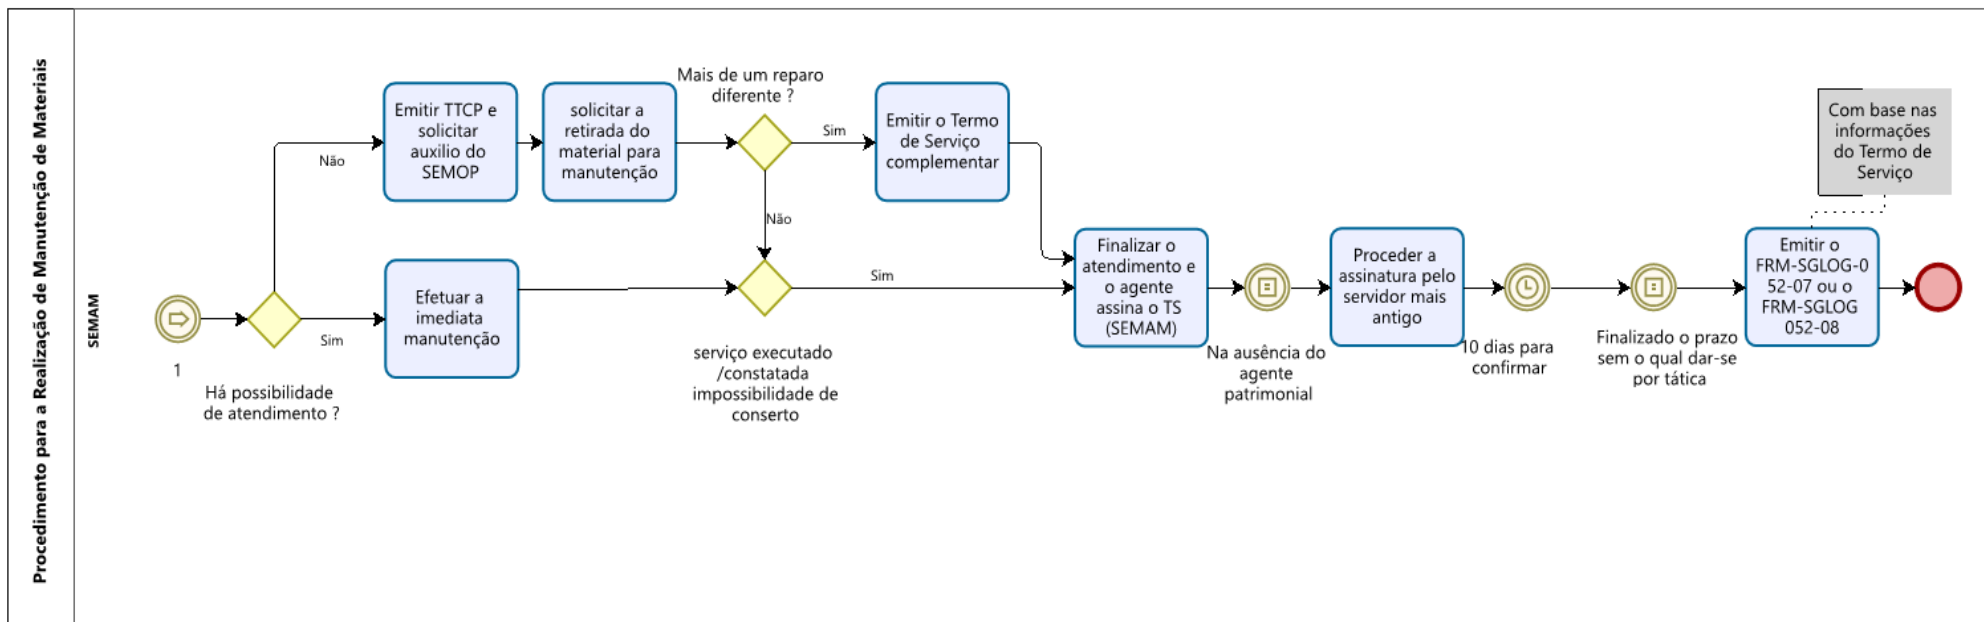 Procedimento para a Realização de Manutenção de Materiais
SEMAM
1
Há possibilidade
de atendimento ?
Não
Sim
Emitir TTCP e
solicitar
auxilio do
SEMOP
solicitar a
retirada do
material para
manutenção
Efetuar a
imediata
manutenção
Mais de um reparo
diferente ?
Sim
Não
Emitir o Termo
de Serviço
complementar
serviço executado
/constatada
impossibilidade de
conserto
Sim
Finalizar o
atendimento e
o agente
assina o TS
(SEMAM)
Na ausência do
agente
patrimonial
Proceder a
assinatura pelo
servidor mais
antigo
10 dias para
confirmar
Finalizado o prazo
sem o qual dar-se
por tática
Emitir o
FRM-SGLOG-0
52-07 ou o
FRM-SGLOG
052-08
Com base nas
informações
do Termo de
Serviço